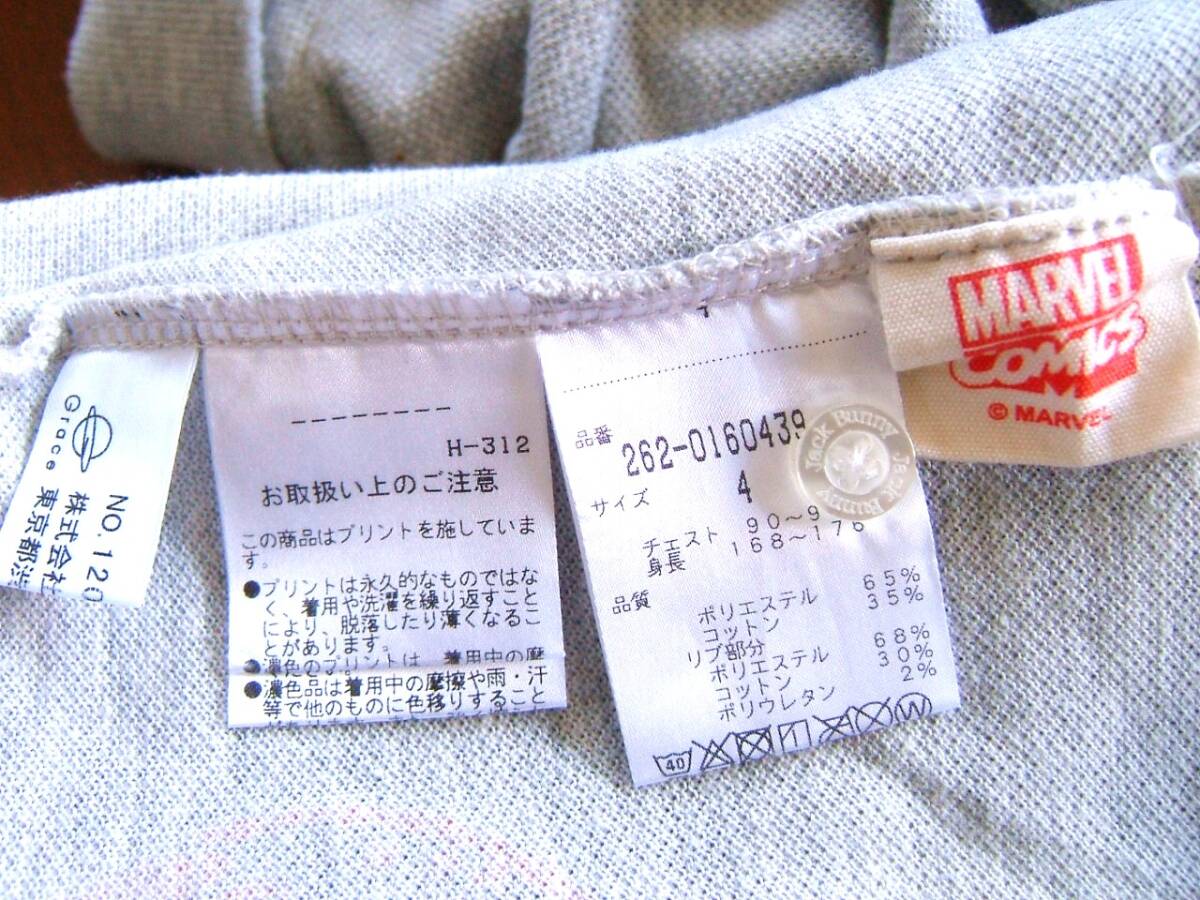 Grace
NO.120
株式会社
東京都渋
--------
H-312
お取扱い上のご注意
この商品はプリントを施していま
す。
●プリントは永久的なものではな
く、着用や洗濯を繰り返すこと
により、脱落したり薄くなるこ
とがあります。
●濃色のプリントは、着用中の摩
●濃色品は着用中の摩擦や雨・汗
等で他のものに色移りすること
品番
262-0160439
サイズ 4
チェスト 90～9
身長 168～176
品質
ポリエステル 65%
コットン 35%
リブ部分
ポリエステル 68%
コットン 30%
ポリウレタン 2%
40
W
Jack Bunny
Jack Bunny
MARVEL
COMICS
© MARVEL